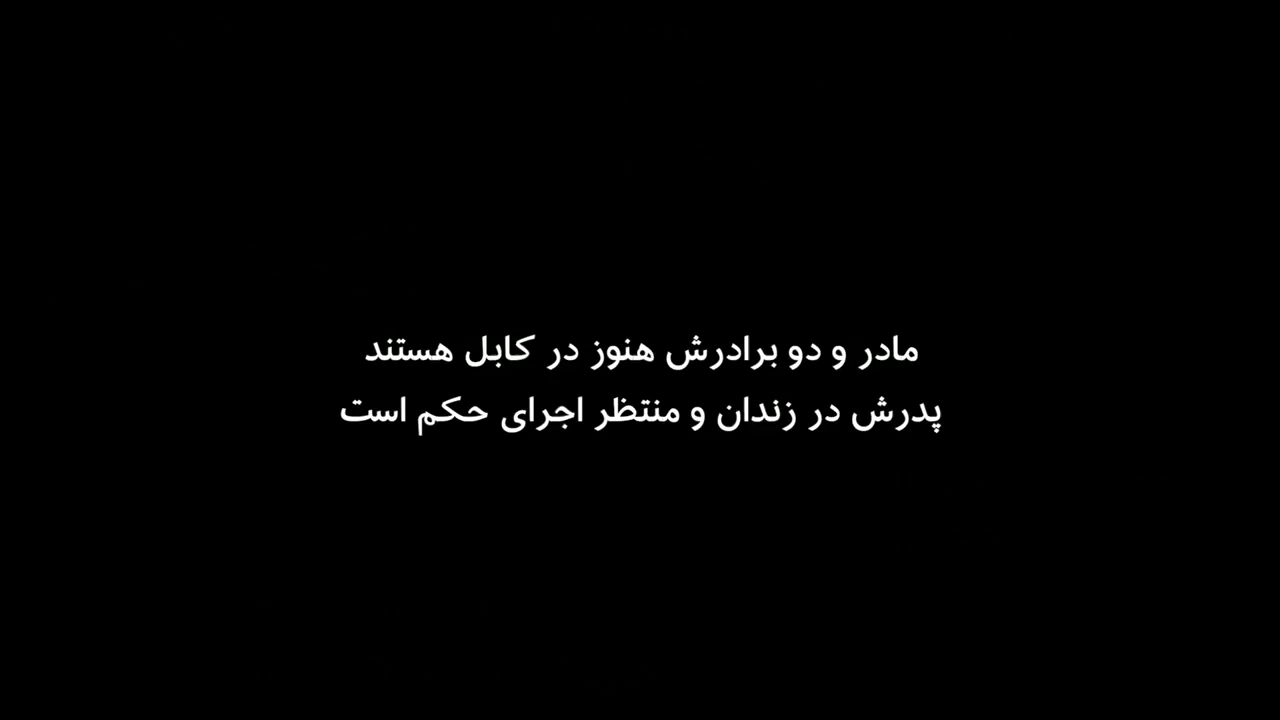 مادر و دو برادرش هنوز در کابل هستند
پدرش در زندان و منتظر اجرای حکم است